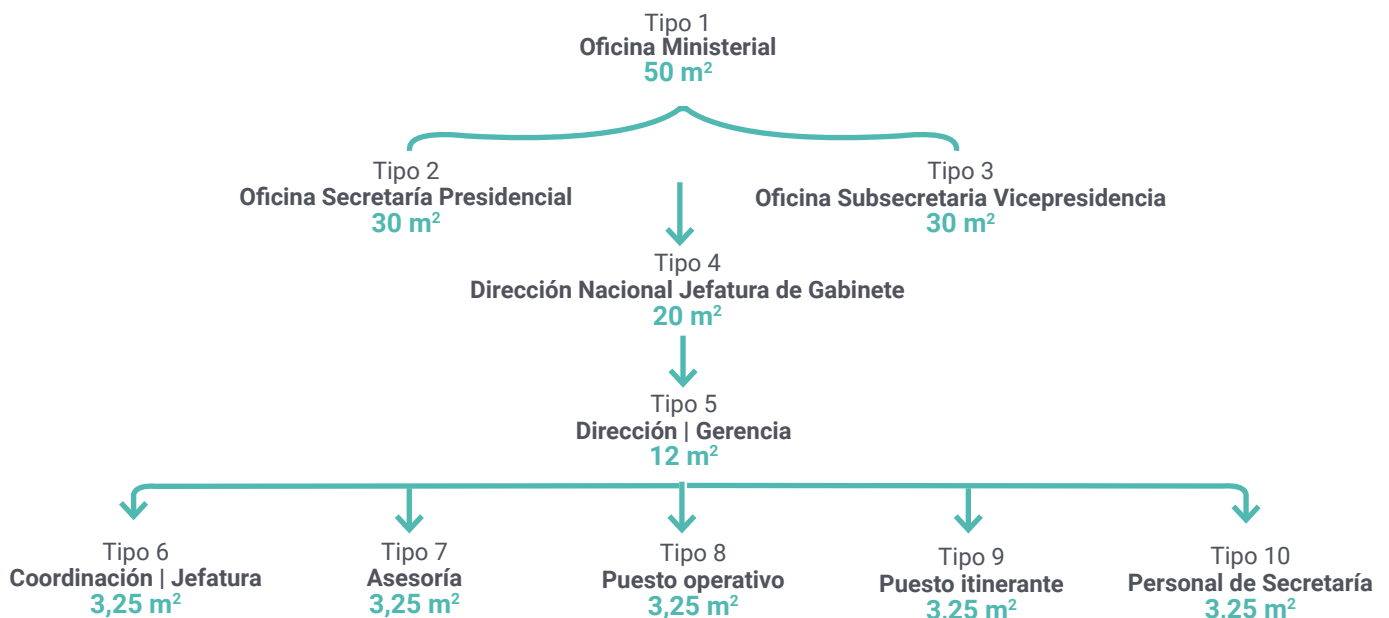 Tipo 1
Oficina Ministerial
50 m²
Tipo 2
Oficina Secretaría Presidencial
30 m²
Tipo 3
Oficina Subsecretaria Vicepresidencia
30 m²
Tipo 4
Dirección Nacional Jefatura de Gabinete
20 m²
Tipo 5
Dirección | Gerencia
12 m²
Tipo 6
Coordinación | Jefatura
3,25 m²
Tipo 7
Asesoría
3,25 m²
Tipo 8
Puesto operativo
3,25 m²
Tipo 9
Puesto itinerante
3,25 m²
Tipo 10
Personal de Secretaría
3,25 m²